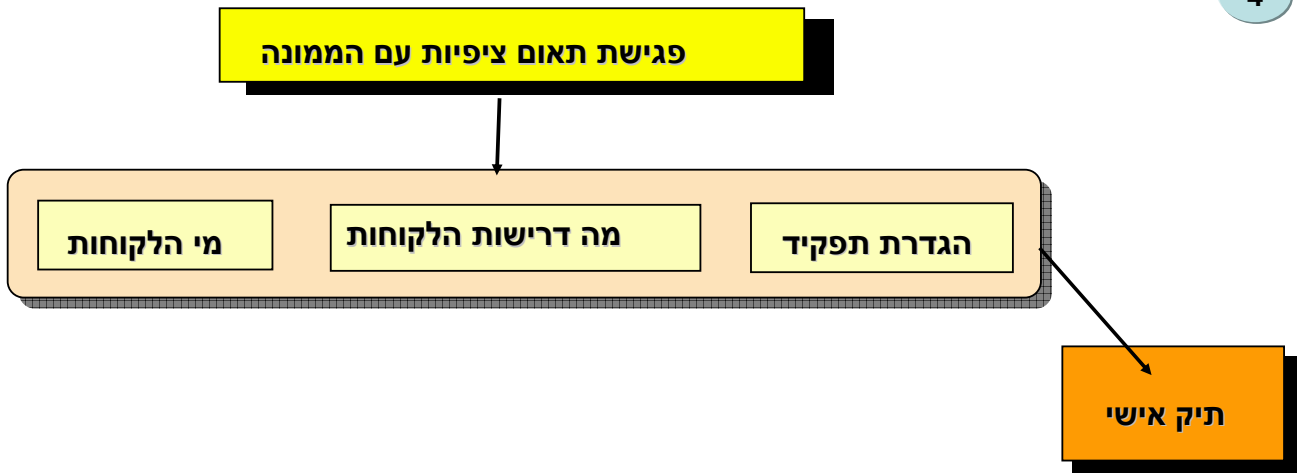 פגישת תאום ציפיות עם הממונה
הגדרת תפקיד
מה דרישות הלקוחות
מי הלקוחות
תיק אישי